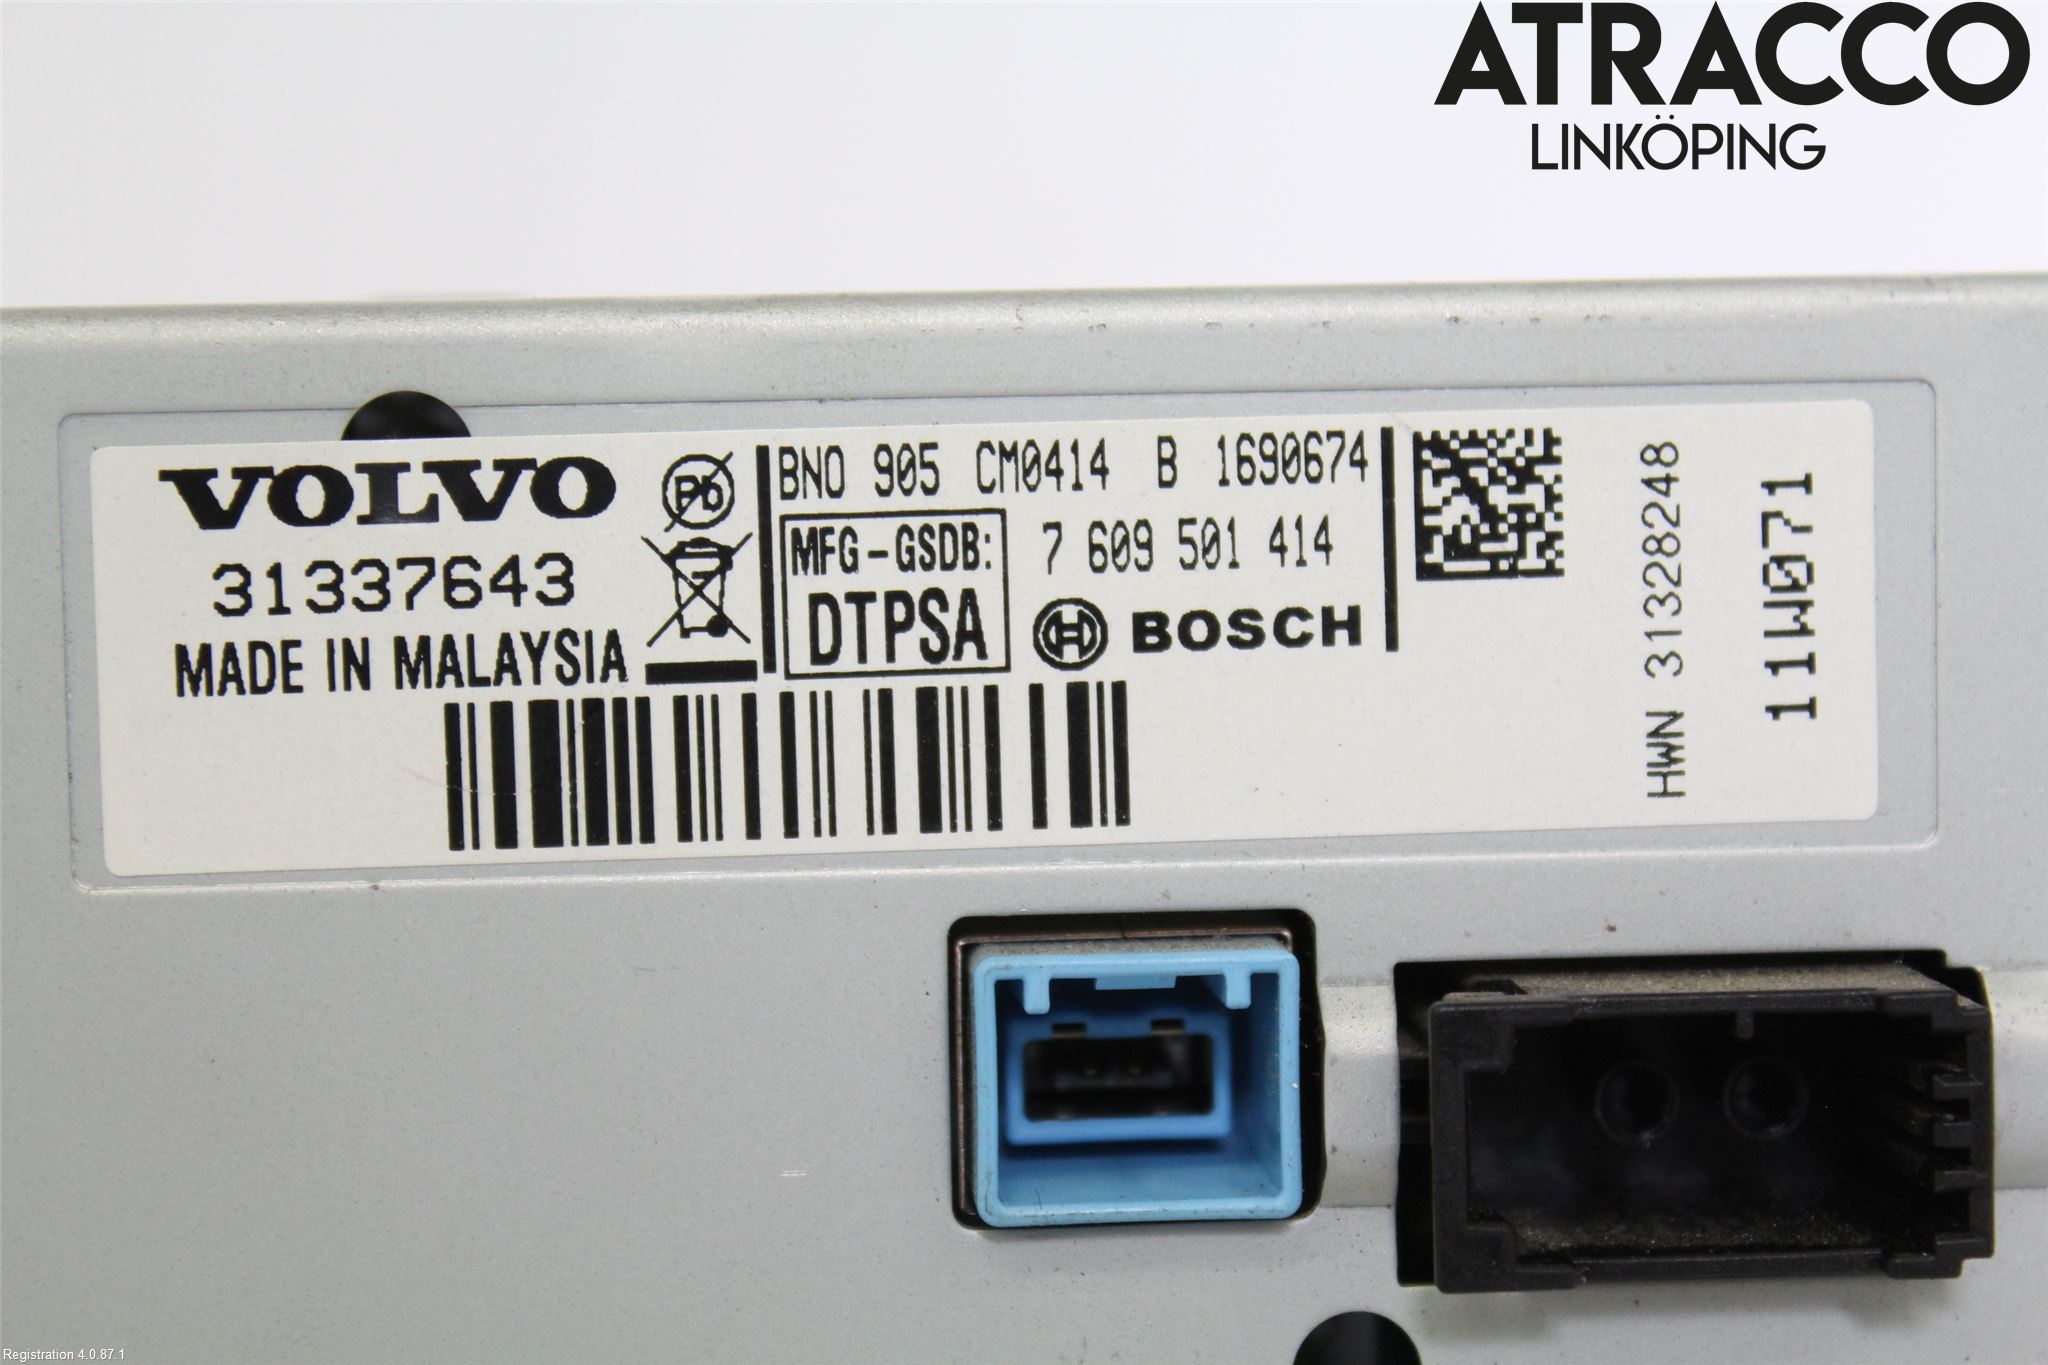 ATRACCO
LINKÖPING
VOLVO
31337643
MADE IN MALAYSIA
Pb
BNO 905 CM0414 B 1690674
MFG-GSDB:
DTPSA
7 609 501 414
BOSCH
HWN 31328248
11W071
Registration 4.0.87.1